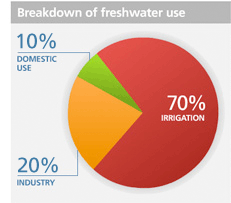 Breakdown of freshwater use
10%
DOMESTIC
USE
70%
IRRIGATION
20%
INDUSTRY